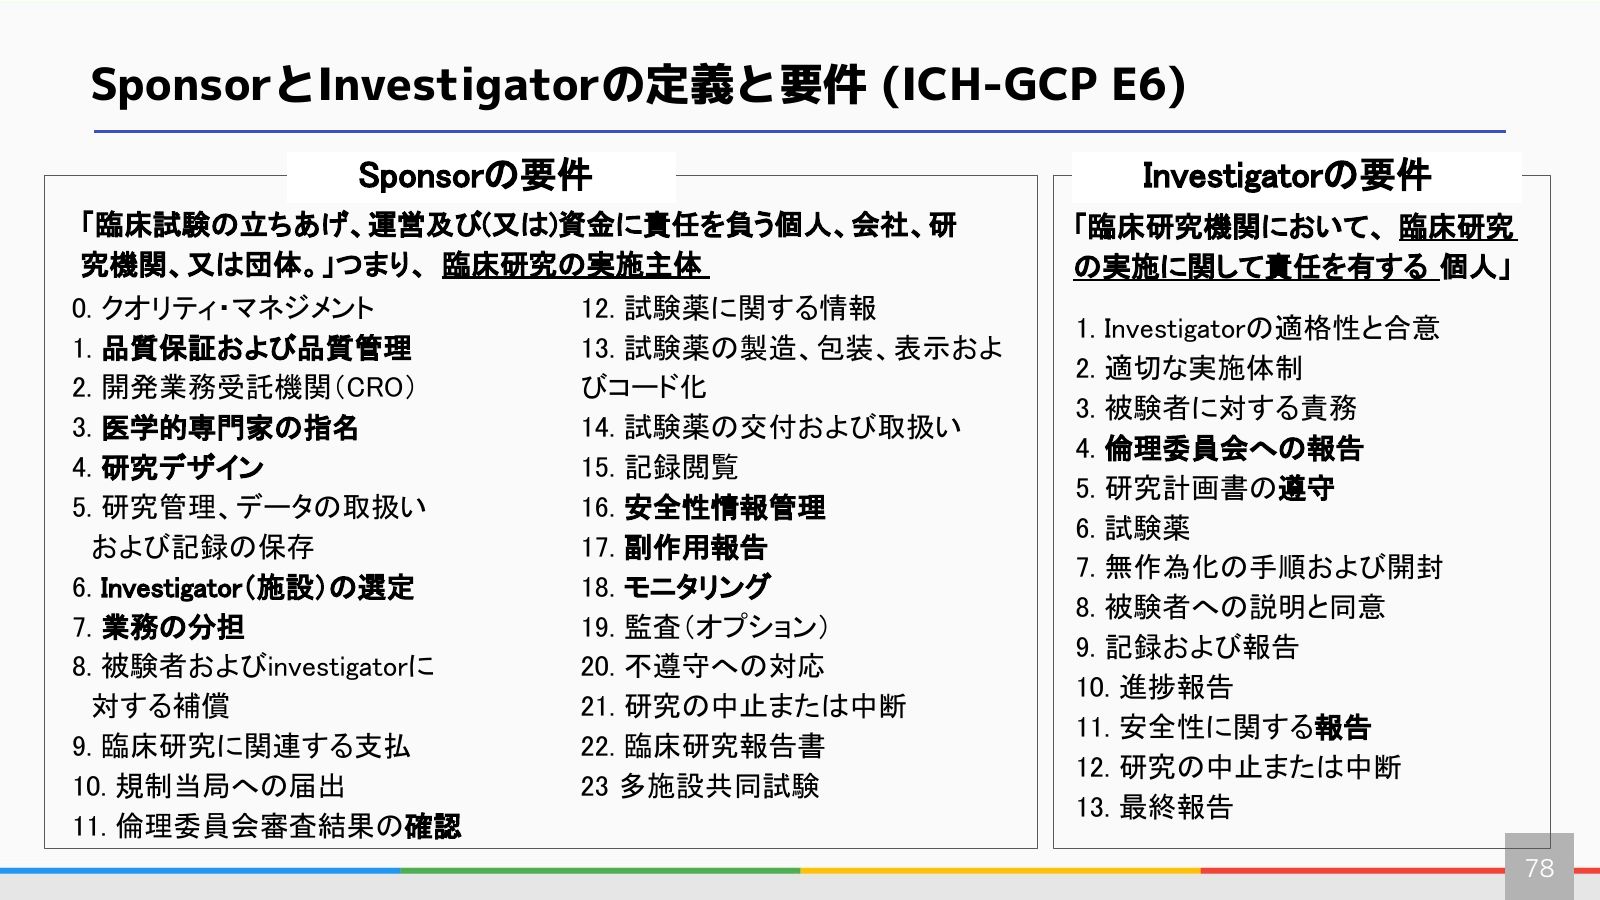 SponsorとInvestigatorの定義と要件 (ICH-GCP E6)
Sponsorの要件
「臨床試験の立ちあげ、運営及び(又は)資金に責任を負う個人、会社、研
究機関、又は団体。」つまり、臨床研究の実施主体
0. クオリティ・マネジメント
1. 品質保証および品質管理
2. 開発業務受託機関（CRO）
3. 医学的専門家の指名
4. 研究デザイン
5. 研究管理、データの取扱い
および記録の保存
6. Investigator（施設）の選定
7. 業務の分担
8. 被験者およびinvestigatorに
対する補償
9. 臨床研究に関連する支払
10. 規制当局への届出
11. 倫理委員会審査結果の確認
12. 試験薬に関する情報
13. 試験薬の製造、包装、表示およ
びコード化
14. 試験薬の交付および取扱い
15. 記録閲覧
16. 安全性情報管理
17. 副作用報告
18. モニタリング
19. 監査（オプション）
20. 不遵守への対応
21. 研究の中止または中断
22. 臨床研究報告書
23 多施設共同試験
Investigatorの要件
「臨床研究機関において、臨床研究
の実施に関して責任を有する 個人」
1. Investigatorの適格性と合意
2. 適切な実施体制
3. 被験者に対する責務
4. 倫理委員会への報告
5. 研究計画書の遵守
6. 試験薬
7. 無作為化の手順および開封
8. 被験者への説明と同意
9. 記録および報告
10. 進捗報告
11. 安全性に関する報告
12. 研究の中止または中断
13. 最終報告
78